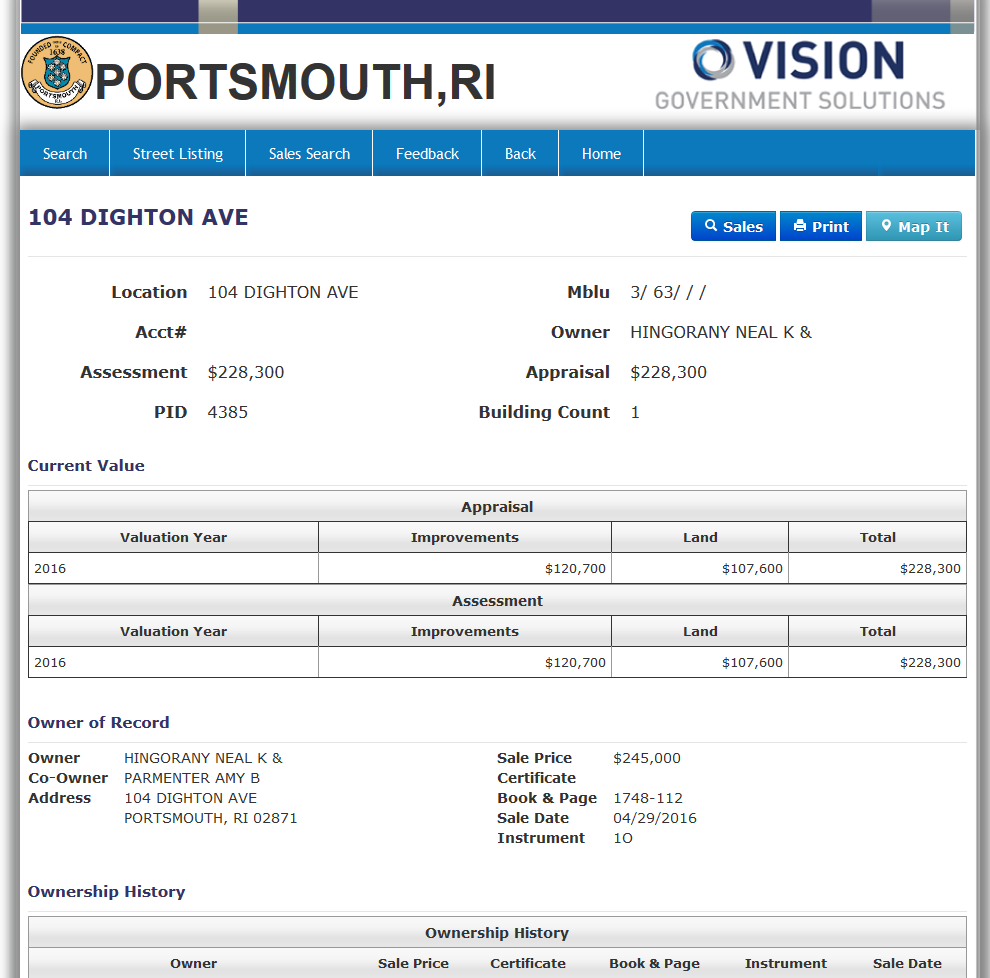 FOUNDED BY COMPACT
1638
PORTSMOUTH
R.I.
PORTSMOUTH,RI
VISION
GOVERNMENT SOLUTIONS
Search Street Listing Sales Search Feedback Back Home
104 DIGHTON AVE
Sales Print Map It
Location 104 DIGHTON AVE Mblu 3/ 63/ / /
Acct# Owner HINGORANY NEAL K &
Assessment $228,300 Appraisal $228,300
PID 4385 Building Count 1
Current Value
Appraisal
Valuation Year Improvements Land Total
2016 $120,700 $107,600 $228,300
Assessment
Valuation Year Improvements Land Total
2016 $120,700 $107,600 $228,300
Owner of Record
Owner HINGORANY NEAL K & Sale Price $245,000
Co-Owner PARMENTER AMY B Certificate
Address 104 DIGHTON AVE Book & Page 1748-112
PORTSMOUTH, RI 02871 Sale Date 04/29/2016
Instrument 1O
Ownership History
Ownership History
Owner Sale Price Certificate Book & Page Instrument Sale Date